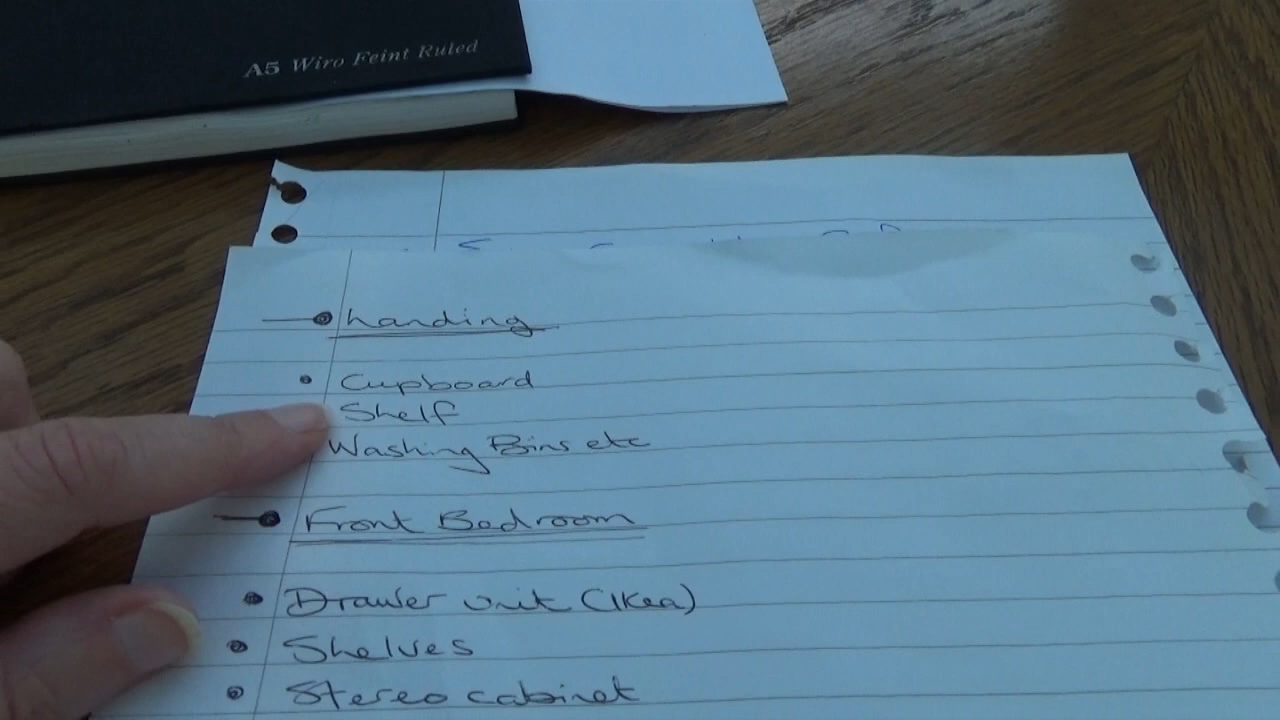 A5 Wiro Feint Ruled
Landing
Cupboard
Shelf
Washing Bins etc
Front Bedroom
Drawer unit (IKea)
Shelves
Stereo cabinet